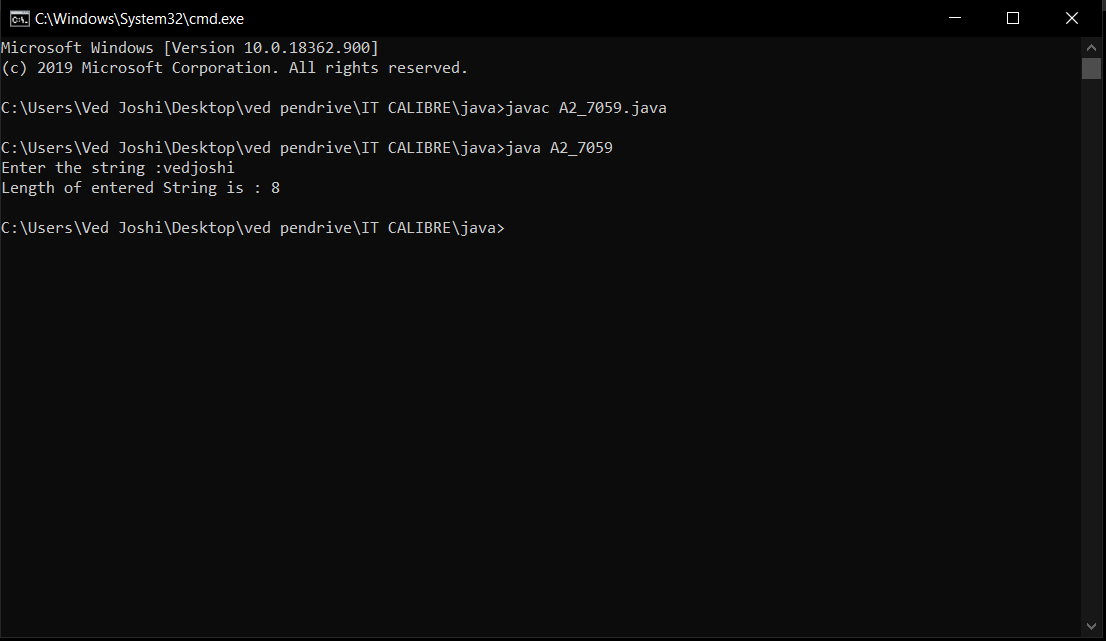 C:\Windows\System32\cmd.exe
Microsoft Windows [Version 10.0.18362.900]
(c) 2019 Microsoft Corporation. All rights reserved.
C:\Users\Ved Joshi\Desktop\ved pendrive\IT CALIBRE\java>javac A2_7059.java
C:\Users\Ved Joshi\Desktop\ved pendrive\IT CALIBRE\java>java A2_7059
Enter the string :vedjoshi
Length of entered String is : 8
C:\Users\Ved Joshi\Desktop\ved pendrive\IT CALIBRE\java>